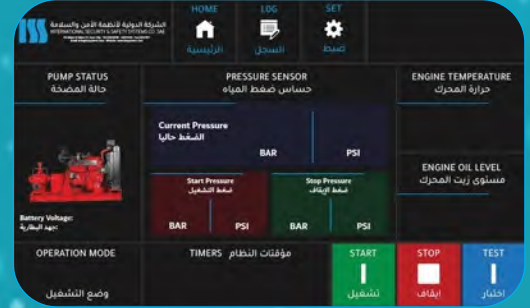 ISS
الشركة الدولية لأنظمة الأمن والسلامة
INTERNATIONAL SECURITY & SAFETY SYSTEMS CO. SAE
HOME
الرئيسية
LOG
السجل
SET
ضبط
PUMP STATUS
حالة المضخة
Battery Voltage:
جهد البطارية:
PRESSURE SENSOR
حساس ضغط المياه
Current Pressure
الضغط حاليا
BAR
PSI
Start Pressure
ضغط التشغيل
BAR
PSI
Stop Pressure
ضغط الإيقاف
BAR
PSI
ENGINE TEMPERATURE
حرارة المحرك
ENGINE OIL LEVEL
مستوى زيت المحرك
OPERATION MODE
وضع التشغيل
TIMERS مؤقتات النظام
START
تشغيل
STOP
ايقاف
TEST
اختبار